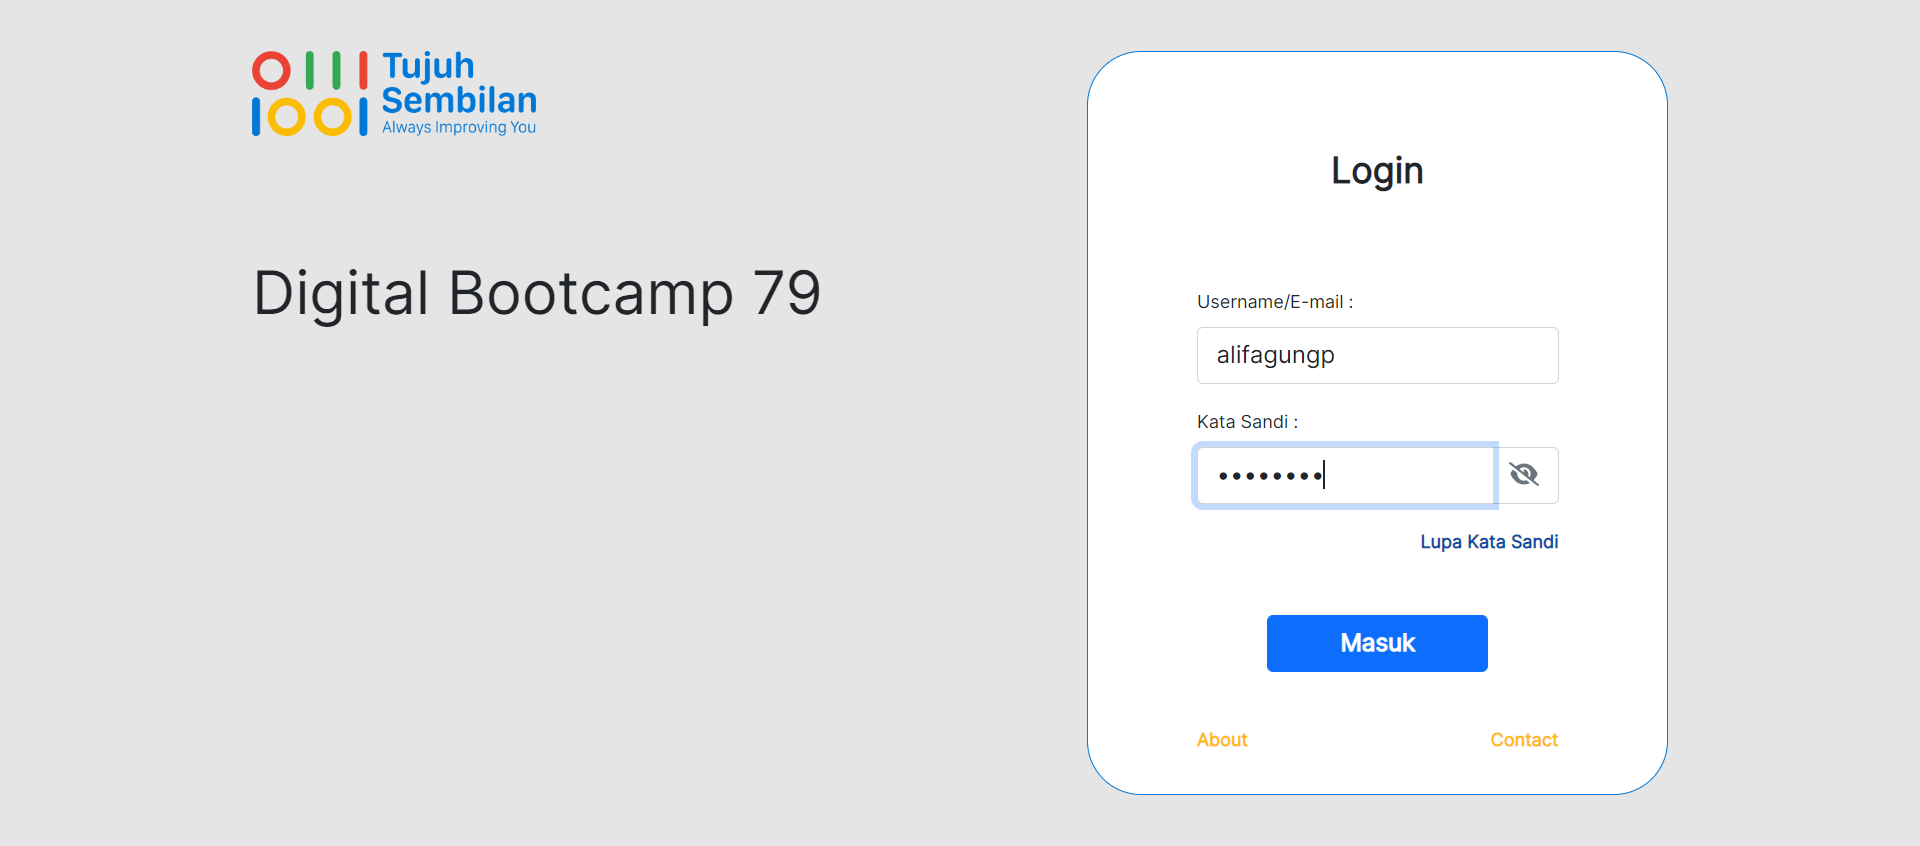 Tujuh
Sembilan
Always Improving You
Digital Bootcamp 79
Login
Username/E-mail :
alifagungp
Kata Sandi :
••••••••
Lupa Kata Sandi
Masuk
About
Contact